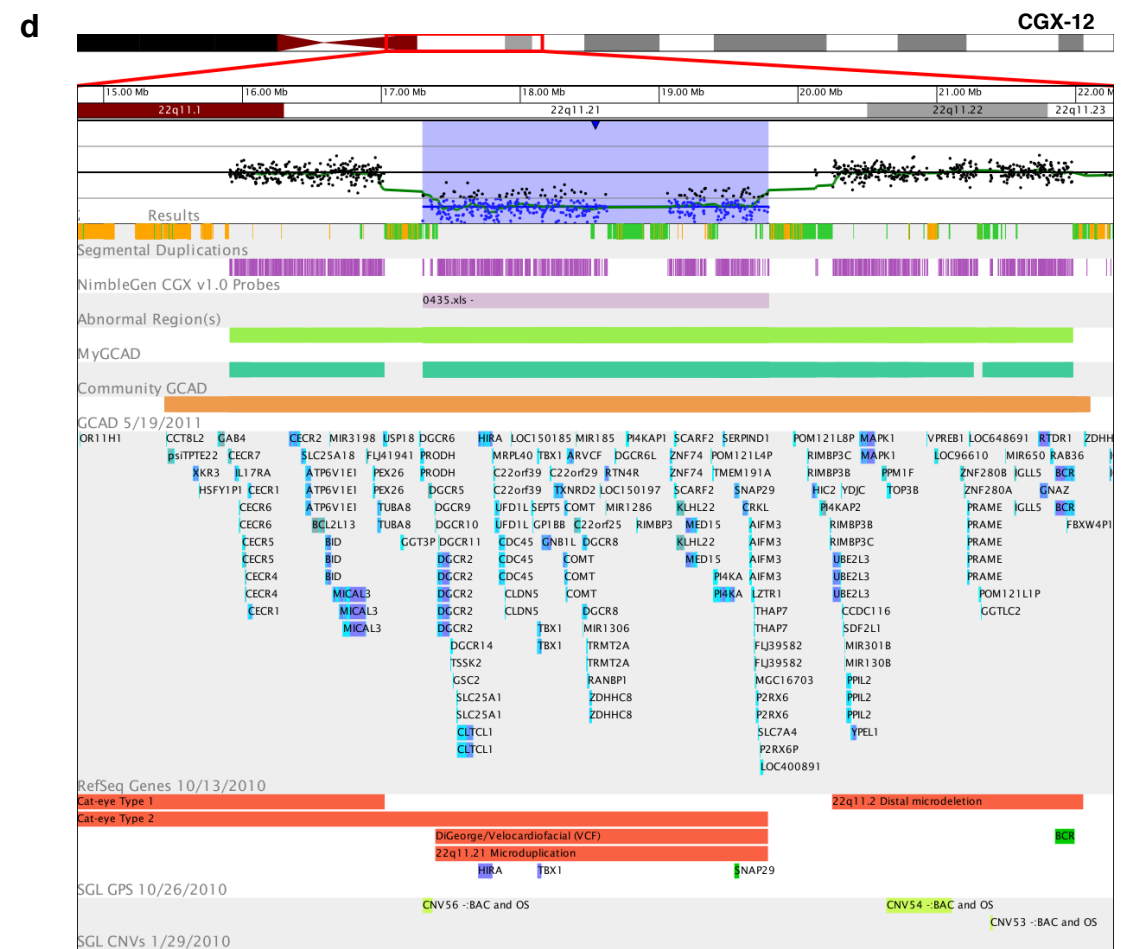 d
CGX-12
15.00 Mb 16.00 Mb 17.00 Mb 18.00 Mb 19.00 Mb 20.00 Mb 21.00 Mb 22.00 M
22q11.1 22q11.21 22q11.22 22q11.23
Results
Segmental Duplications
NimbleGen CGX v1.0 Probes
0435.xls -
Abnormal Region(s)
MyGCAD
Community GCAD
GCAD 5/19/2011
OR11H1 CCT8L2 GAB4 CECR2 MIR3198 USP18 DGCR6 HIRA LOC150185 MIR185 PI4KAP1 SCARF2 SERPIND1 POM121L8P MAPK1 VPREB1 LOC648691 RTDR1 ZDHH
psiTPTE22 CECR7 SLC25A18 FLJ41941 PRODH MRPL40 TBX1 ARVCF DGCR6L ZNF74 POM121L4P RIMBP3C MAPK1 LOC96610 MIR650 RAB36
XKR3 IL17RA ATP6V1E1 PEX26 PRODH C22orf39 C22orf29 RTN4R ZNF74 TMEM191A RIMBP3B PPM1F ZNF280B IGLL5 BCR
HSFY1P1 CECR1 ATP6V1E1 PEX26 DGCR5 C22orf39 TXNRD2 LOC150197 SCARF2 SNAP29 HIC2 YDJC TOP3B ZNF280A GNAZ
CECR6 ATP6V1E1 TUBA8 DGCR9 UFD1L SEPT5 COMT MIR1286 KLHL22 CRKL PI4KAP2 PRAME IGLL5 BCR
CECR6 BCL2L13 TUBA8 DGCR10 UFD1L GP1BB C22orf25 RIMBP3 MED15 AIFM3 RIMBP3B PRAME FBXW4P1
CECR5 BID GGT3P DGCR11 CDC45 GNB1L DGCR8 KLHL22 AIFM3 RIMBP3C PRAME
CECR5 BID DGCR2 CDC45 COMT MED15 AIFM3 UBE2L3 PRAME
CECR4 BID DGCR2 CDC45 COMT PI4KA AIFM3 UBE2L3 PRAME
CECR4 MICAL3 DGCR2 CLDN5 COMT PI4KA LZTR1 UBE2L3 POM121L1P
CECR1 MICAL3 DGCR2 CLDN5 DGCR8 THAP7 CCDC116 GGTLC2
MICAL3 DGCR2 TBX1 MIR1306 THAP7 SDF2L1
DGCR14 TBX1 TRMT2A FLJ39582 MIR301B
TSSK2 TRMT2A FLJ39582 MIR130B
GSC2 RANBP1 MGC16703 PPIL2
SLC25A1 ZDHHC8 P2RX6 PPIL2
SLC25A1 ZDHHC8 P2RX6 PPIL2
CLTCL1 SLC7A4 YPEL1
CLTCL1 P2RX6P
LOC400891
RefSeq Genes 10/13/2010
Cat-eye Type 1 22q11.2 Distal microdeletion
Cat-eye Type 2
DiGeorge/Velocardiofacial (VCF) BCR
22q11.21 Microduplication
HIRA TBX1 SNAP29
SGL GPS 10/26/2010
CNV56 -:BAC and OS CNV54 -:BAC and OS
CNV53 -:BAC and OS
SGL CNVs 1/29/2010